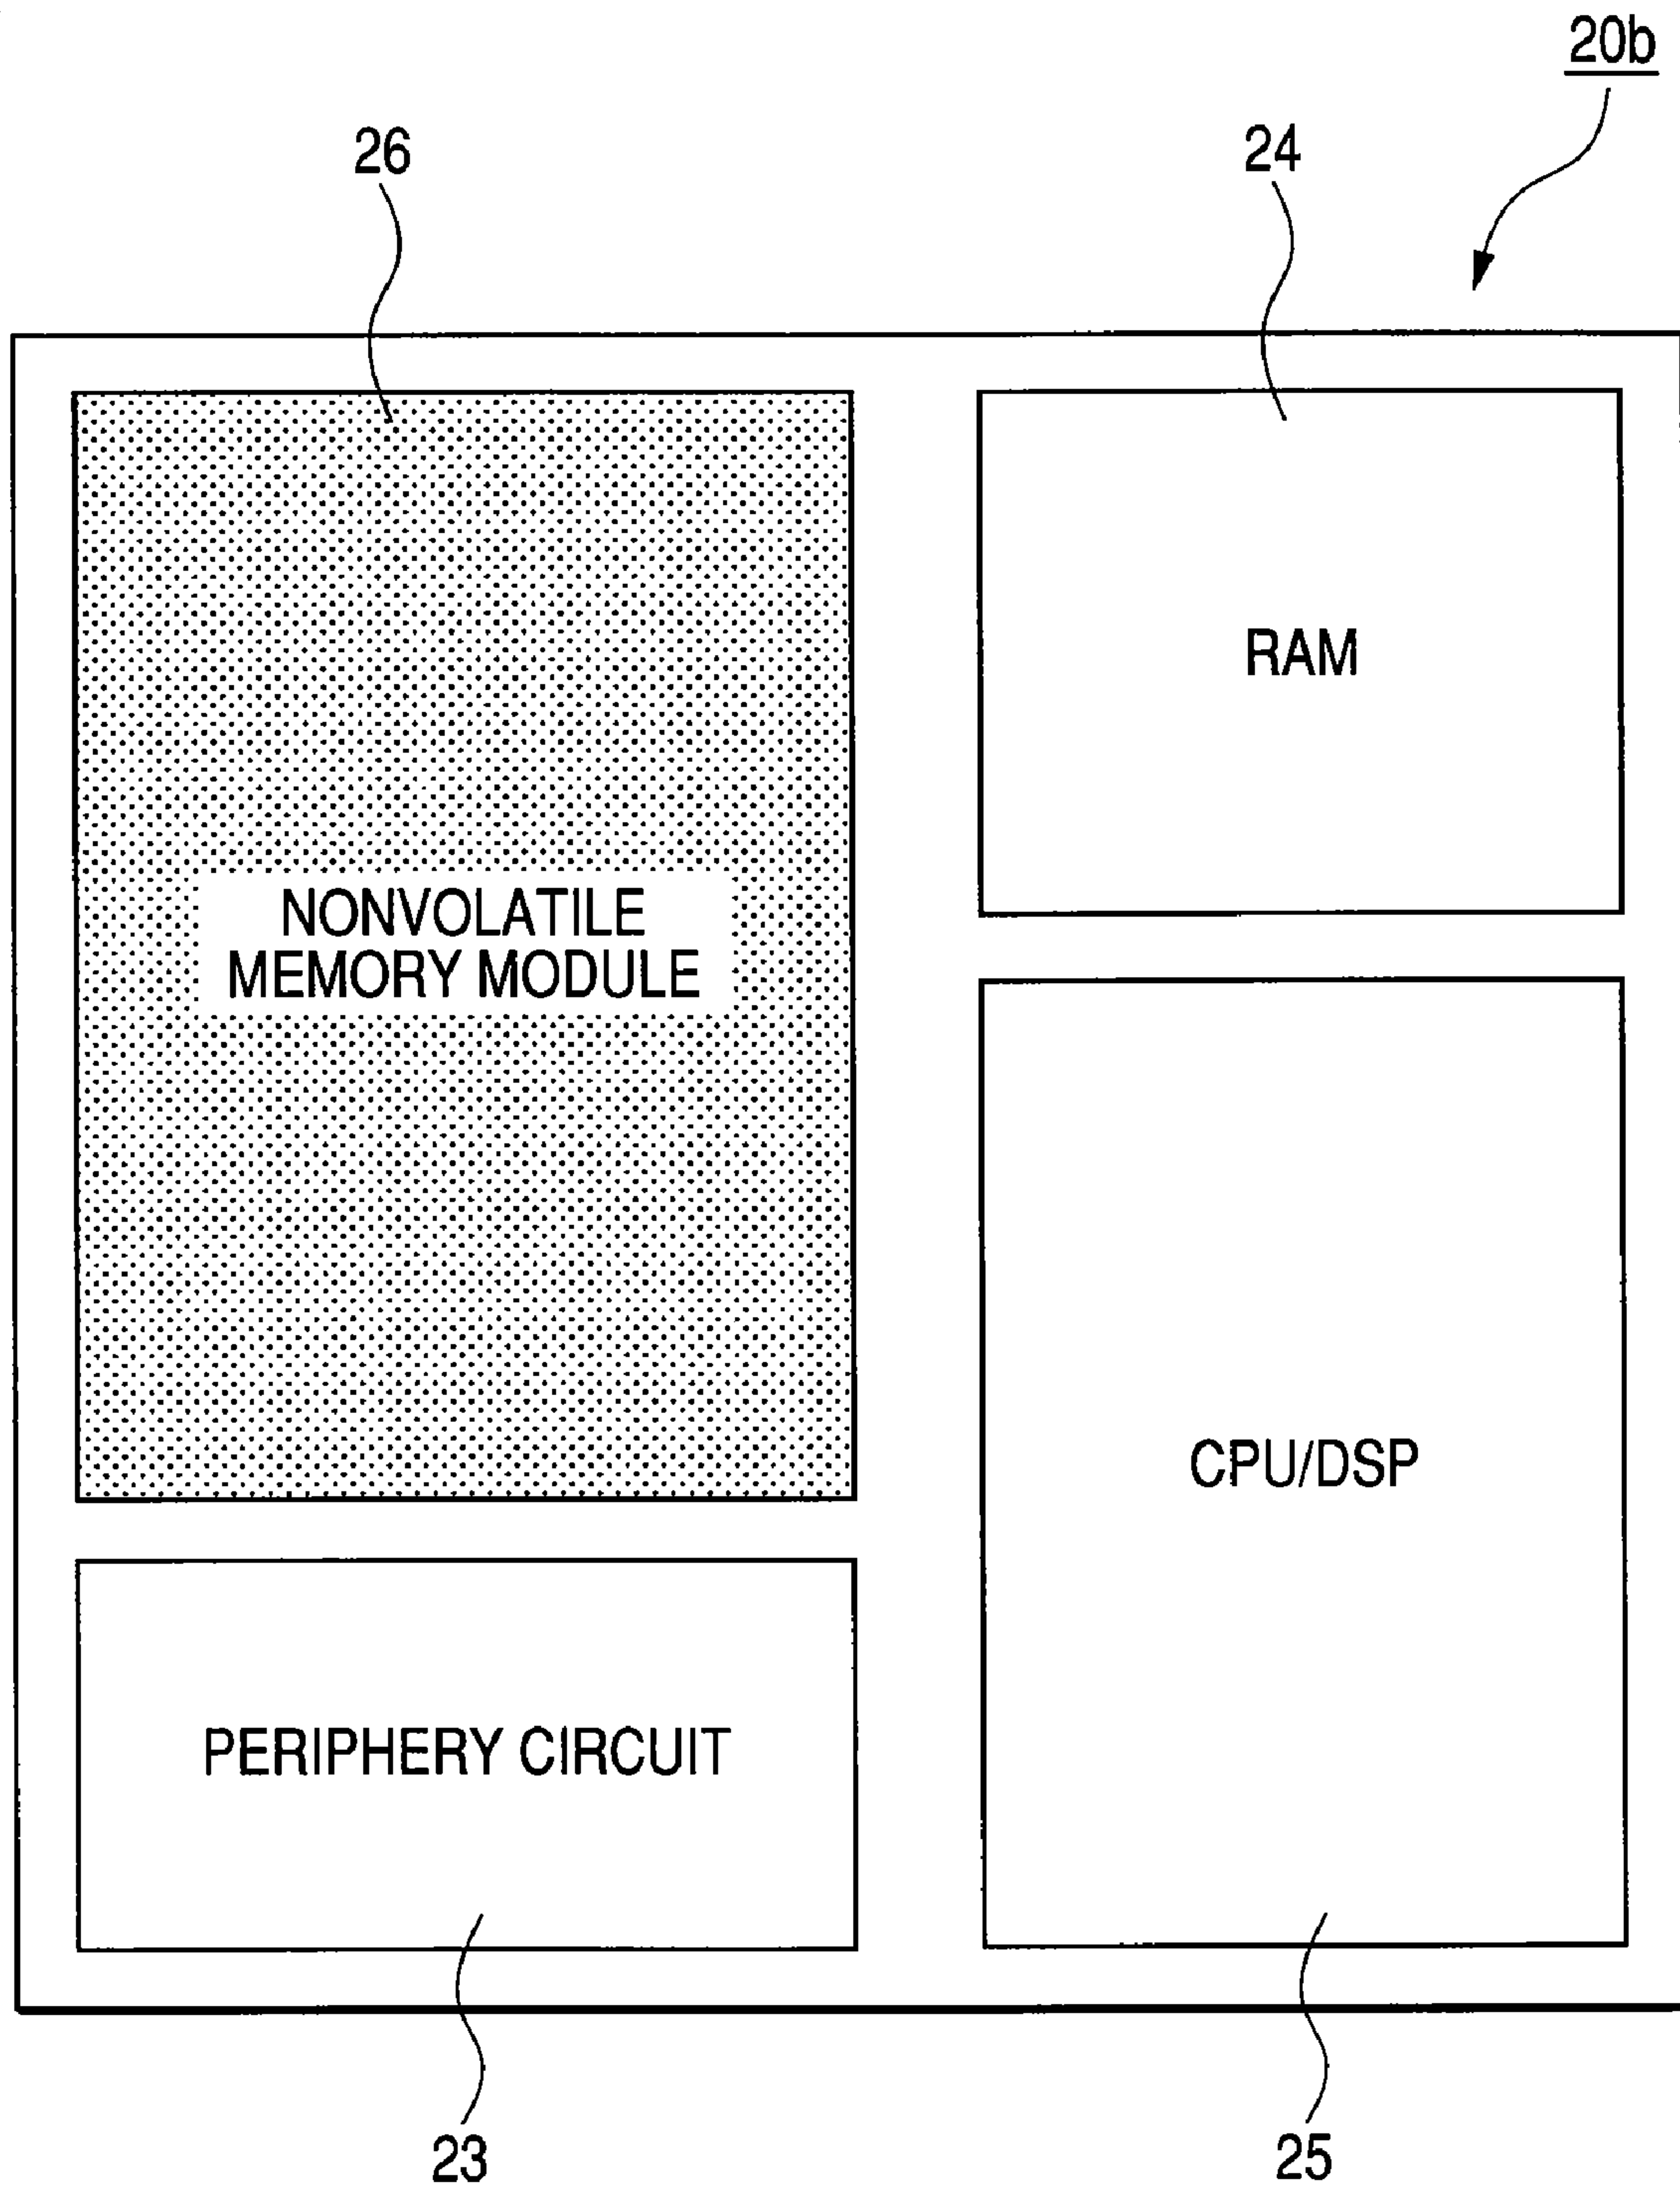 20b
26
24
RAM
NONVOLATILE
MEMORY MODULE
CPU/DSP
PERIPHERY CIRCUIT
23
25